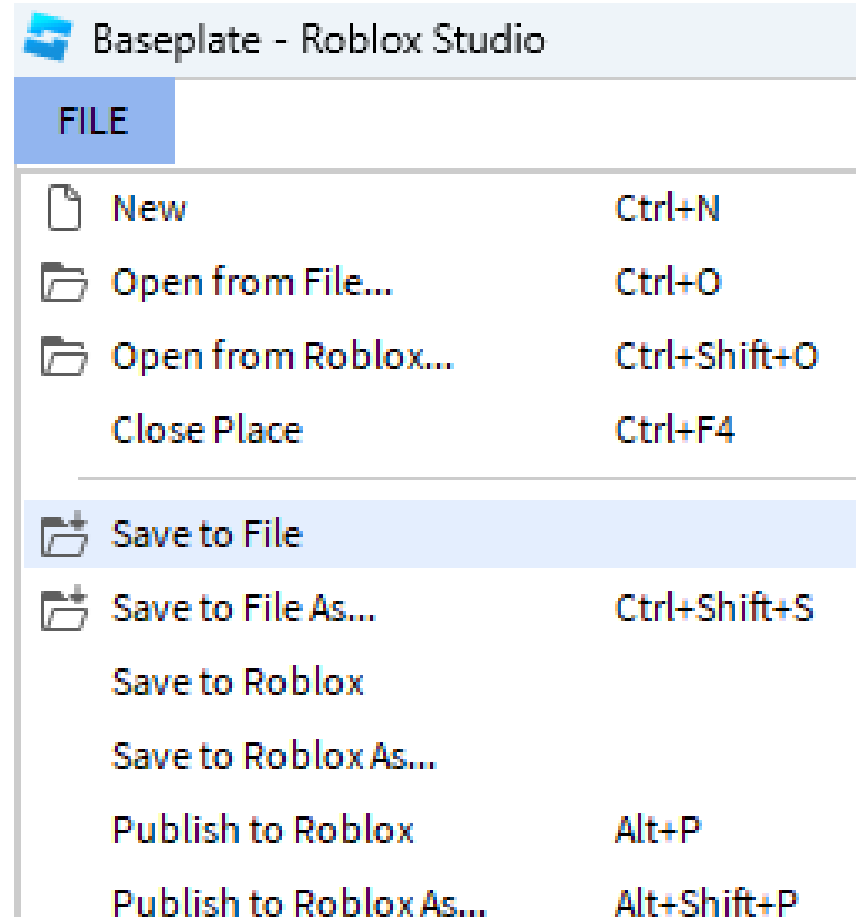 Baseplate - Roblox Studio
FILE
New Ctrl+N
Open from File... Ctrl+O
Open from Roblox... Ctrl+Shift+O
Close Place Ctrl+F4
Save to File
Save to File As... Ctrl+Shift+S
Save to Roblox
Save to Roblox As...
Publish to Roblox Alt+P
Publish to Roblox As... Alt+Shift+P